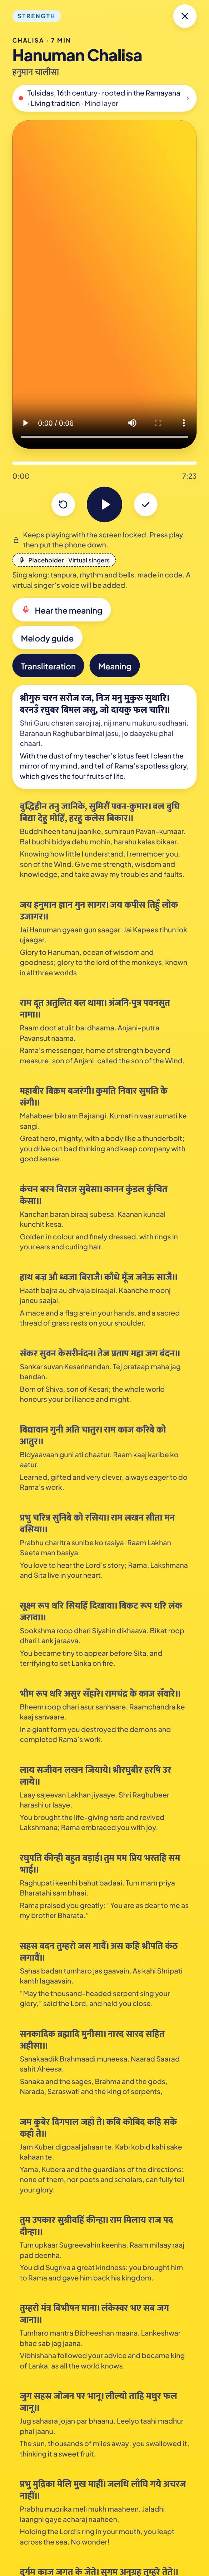 STRENGTH
CHALISA · 7 MIN
Hanuman Chalisa
हनुमान चालीसा
Tulsidas, 16th century · rooted in the Ramayana
· Living tradition · Mind layer
0:00 / 0:06
0:00
7:23
Keeps playing with the screen locked. Press play,
then put the phone down.
Placeholder · Virtual singers
Sing along: tanpura, rhythm and bells, made in code. A
virtual singer's voice will be added.
Hear the meaning
Melody guide
Transliteration
Meaning
श्रीगुरु चरन सरोज रज, निज मनु मुकुरु सुधारि।
बरनउँ रघुबर बिमल जसु, जो दायकु फल चारि॥
Shri Guru charan saroj raj, nij manu mukuru sudhaari.
Baranaun Raghubar bimal jasu, jo daayaku phal
chaari.
With the dust of my teacher's lotus feet I clean the
mirror of my mind, and tell of Rama's spotless glory,
which gives the four fruits of life.
बुद्धिहीन तनु जानिके, सुमिरौं पवन-कुमार। बल बुधि
बिद्या देहु मोहिं, हरहु कलेस बिकार॥
Buddhiheen tanu jaanike, sumiraun Pavan-kumaar.
Bal budhi bidya dehu mohin, harahu kales bikaar.
Knowing how little I understand, I remember you,
son of the Wind. Give me strength, wisdom and
knowledge, and take away my troubles and faults.
जय हनुमान ज्ञान गुन सागर। जय कपीस तिहुँ लोक
उजागर॥
Jai Hanuman gyaan gun saagar. Jai Kapees tihun lok
ujaagar.
Glory to Hanuman, ocean of wisdom and
goodness; glory to the lord of the monkeys, known
in all three worlds.
राम दूत अतुलित बल धामा। अंजनि-पुत्र पवनसुत
नामा॥
Raam doot atulit bal dhaama. Anjani-putra
Pavansut naama.
Rama's messenger, home of strength beyond
measure, son of Anjani, called the son of the Wind.
महाबीर बिक्रम बजरंगी। कुमति निवार सुमति के
संगी॥
Mahabeer bikram Bajrangi. Kumati nivaar sumati ke
sangi.
Great hero, mighty, with a body like a thunderbolt;
you drive out bad thinking and keep company with
good sense.
कंचन बरन बिराज सुबेसा। कानन कुंडल कुंचित
केसा॥
Kanchan baran biraaj subesa. Kaanan kundal
kunchit kesa.
Golden in colour and finely dressed, with rings in
your ears and curling hair.
हाथ बज्र औ ध्वजा बिराजै। काँधे मूँज जनेऊ साजै॥
Haath bajra au dhvaja biraajai. Kaandhe moonj
janeu saajai.
A mace and a flag are in your hands, and a sacred
thread of grass rests on your shoulder.
संकर सुवन केसरीनंदन। तेज प्रताप महा जग बंदन॥
Sankar suvan Kesarinandan. Tej prataap maha jag
bandan.
Born of Shiva, son of Kesari; the whole world
honours your brilliance and might.
बिद्यावान गुनी अति चातुर। राम काज करिबे को
आतुर॥
Bidyaavaan guni ati chaatur. Raam kaaj karibe ko
aatur.
Learned, gifted and very clever, always eager to do
Rama's work.
प्रभु चरित्र सुनिबे को रसिया। राम लखन सीता मन
बसिया॥
Prabhu charitra sunibe ko rasiya. Raam Lakhan
Seeta man basiya.
You love to hear the Lord's story; Rama, Lakshmana
and Sita live in your heart.
सूक्ष्म रूप धरि सियहिं दिखावा। बिकट रूप धरि लंक
जरावा॥
Sookshma roop dhari Siyahin dikhaava. Bikat roop
dhari Lank jaraava.
You became tiny to appear before Sita, and
terrifying to set Lanka on fire.
भीम रूप धरि असुर सँहारे। रामचंद्र के काज सँवारे॥
Bheem roop dhari asur sanhaare. Raamchandra ke
kaaj sanvaare.
In a giant form you destroyed the demons and
completed Rama's work.
लाय सजीवन लखन जियाये। श्रीरघुबीर हरषि उर
लाये॥
Laay sajeevan Lakhan jiyaaye. Shri Raghubeer
harashi ur laaye.
You brought the life-giving herb and revived
Lakshmana; Rama embraced you with joy.
रघुपति कीन्ही बहुत बड़ाई। तुम मम प्रिय भरतहि सम
भाई॥
Raghupati keenhi bahut badaai. Tum mam priya
Bharatahi sam bhaai.
Rama praised you greatly: "You are as dear to me as
my brother Bharata."
सहस बदन तुम्हरो जस गावैं। अस कहि श्रीपति कंठ
लगावैं॥
Sahas badan tumharo jas gaavain. As kahi Shripati
kanth lagaavain.
"May the thousand-headed serpent sing your
glory," said the Lord, and held you close.
सनकादिक ब्रह्मादि मुनीसा। नारद सारद सहित
अहीसा॥
Sanakaadik Brahmaadi muneesa. Naarad Saarad
sahit Aheesa.
Sanaka and the sages, Brahma and the gods,
Narada, Saraswati and the king of serpents,
जम कुबेर दिगपाल जहाँ ते। कबि कोबिद कहि सके
कहाँ ते॥
Jam Kuber digpaal jahaan te. Kabi kobid kahi sake
kahaan te.
Yama, Kubera and the guardians of the directions:
none of them, nor poets and scholars, can fully tell
your glory.
तुम उपकार सुग्रीवहिं कीन्हा। राम मिलाय राज पद
दीन्हा॥
Tum upkaar Sugreevahin keenha. Raam milaay raaj
pad deenha.
You did Sugriva a great kindness: you brought him
to Rama and gave him back his kingdom.
तुम्हरो मंत्र बिभीषन माना। लंकेस्वर भए सब जग
जाना॥
Tumharo mantra Bibheeshan maana. Lankeshwar
bhae sab jag jaana.
Vibhishana followed your advice and became king
of Lanka, as all the world knows.
जुग सहस्र जोजन पर भानू। लील्यो ताहि मधुर फल
जानू॥
Jug sahasra jojan par bhaanu. Leelyo taahi madhur
phal jaanu.
The sun, thousands of miles away: you swallowed it,
thinking it a sweet fruit.
प्रभु मुद्रिका मेलि मुख माहीं। जलधि लाँघि गये अचरज
नाहीं॥
Prabhu mudrika meli mukh maaheen. Jaladhi
laanghi gaye acharaj naaheen.
Holding the Lord's ring in your mouth, you leapt
across the sea. No wonder!
दुर्गम काज जगत के जेते। सुगम अनुग्रह तुम्हरे तेते॥